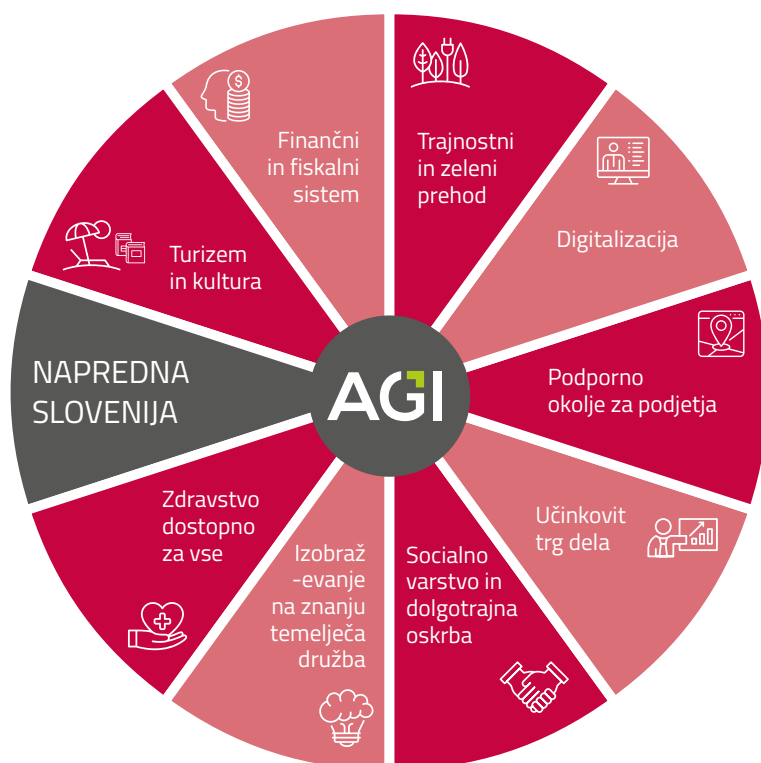 Finančni
in fiskalni
sistem
Trajnostni
in zeleni
prehod
Digitalizacija
Turizem
in kultura
NAPREDNA
SLOVENIJA
AGI
Podporno
okolje za podjetja
Učinkovit
trg dela
Zdravstvo
dostopno
za vse
Izobraž
-evanje
na znanju
temelječa
družba
Socialno
varstvo in
dolgotrajna
oskrba